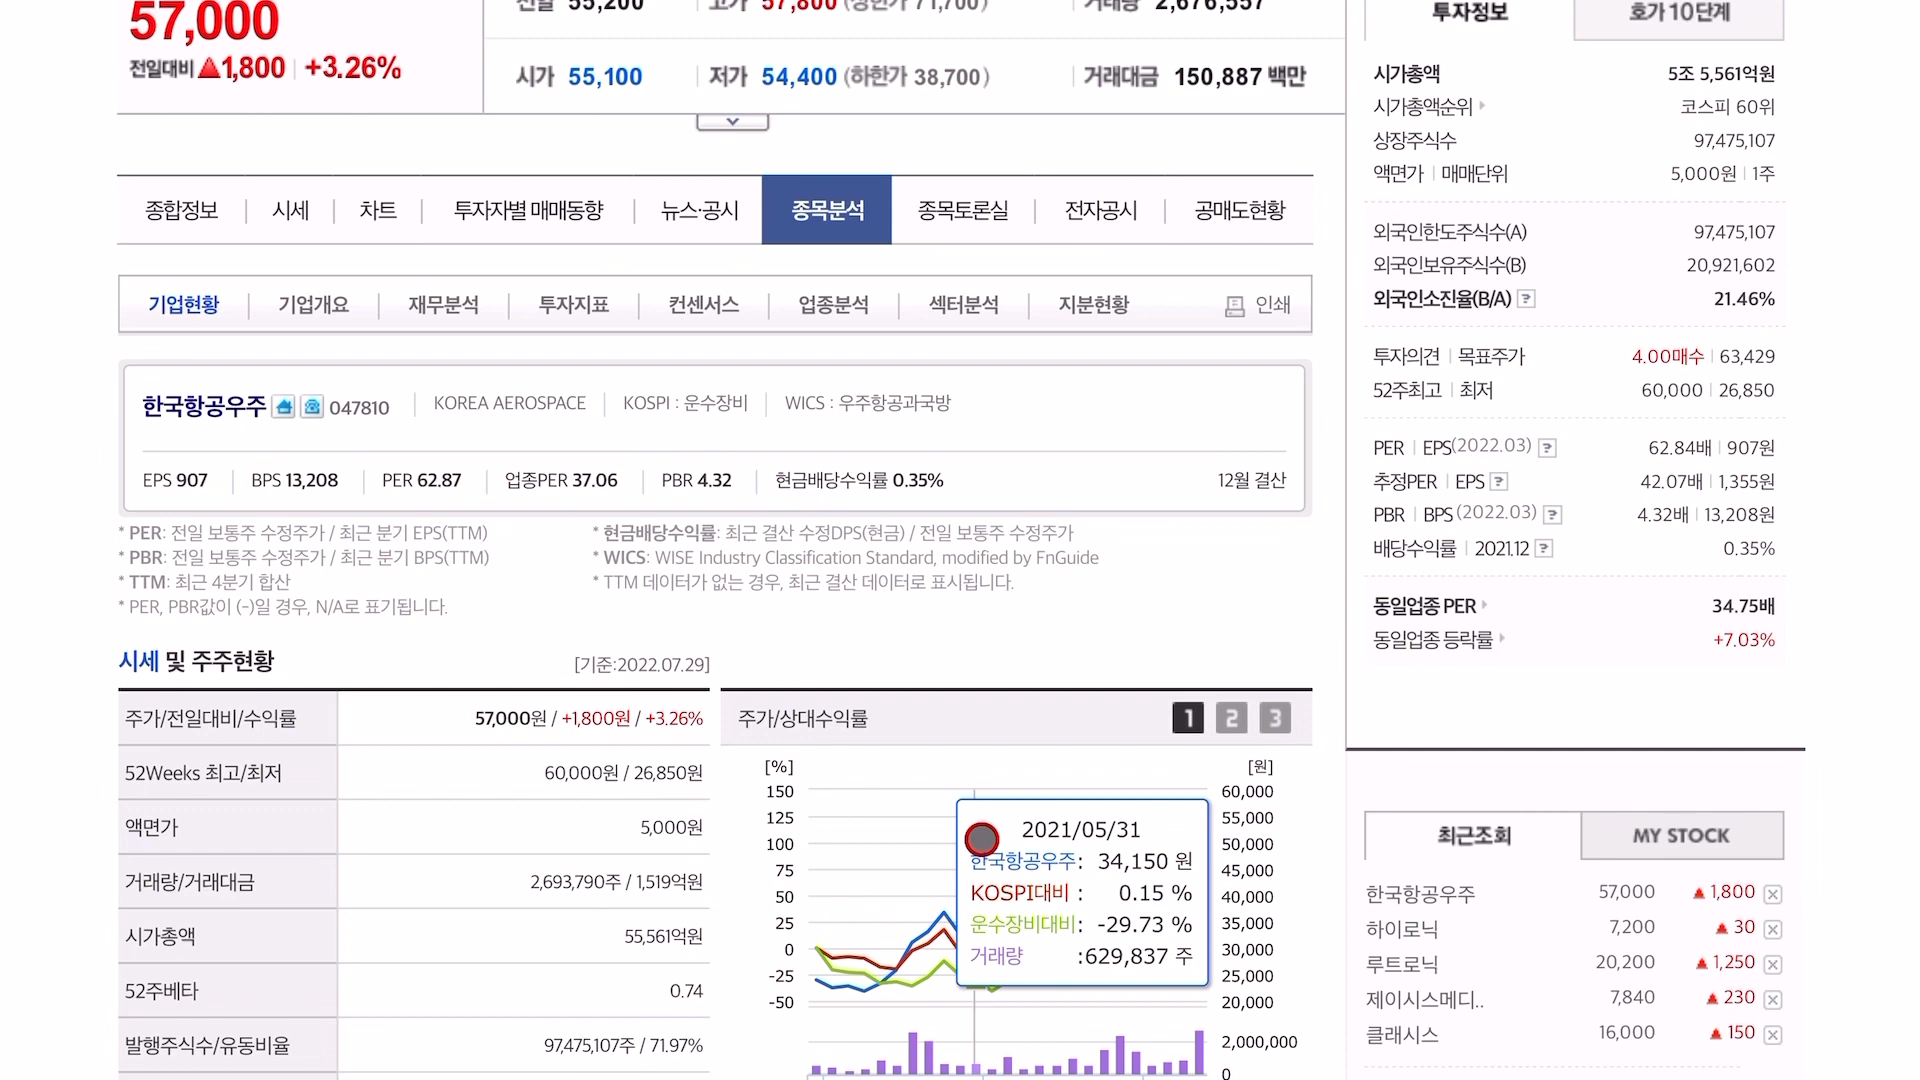 57,000
전일대비 ▲1,800 +3.26%
전일 55,200 고가 57,800 (상한가 71,700) 거래량 2,676,557
시가 55,100 저가 54,400 (하한가 38,700) 거래대금 150,887 백만
종합정보 시세 차트 투자자별 매매동향 뉴스·공시 종목분석 종목토론실 전자공시 공매도현황
기업현황 기업개요 재무분석 투자지표 컨센서스 업종분석 섹터분석 지분현황 인쇄
한국항공우주 047810 KOREA AEROSPACE KOSPI : 운수장비 WICS : 우주항공과국방
EPS 907 BPS 13,208 PER 62.87 업종PER 37.06 PBR 4.32 현금배당수익률 0.35% 12월 결산
* PER: 전일 보통주 수정주가 / 최근 분기 EPS(TTM)
* PBR: 전일 보통주 수정주가 / 최근 분기 BPS(TTM)
* TTM: 최근 4분기 합산
* PER, PBR값이 (-)일 경우, N/A로 표기됩니다.
* 현금배당수익률: 최근 결산 수정DPS(현금) / 전일 보통주 수정주가
* WICS: WISE Industry Classification Standard, modified by FnGuide
* TTM 데이터가 없는 경우, 최근 결산 데이터로 표시됩니다.
시세 및 주주현황 [기준:2022.07.29]
주가/전일대비/수익률 57,000원 / +1,800원 / +3.26%
52Weeks 최고/최저 60,000원 / 26,850원
액면가 5,000원
거래량/거래대금 2,693,790주 / 1,519억원
시가총액 55,561억원
52주베타 0.74
발행주식수/유동비율 97,475,107주 / 71.97%
주가/상대수익률 1 2 3
[%] [원]
150 60,000
125 55,000
100 50,000
75 45,000
50 40,000
25 35,000
0 30,000
-25 25,000
-50 20,000
2,000,000
0
2021/05/31
한국항공우주: 34,150 원
KOSPI대비 : 0.15 %
운수장비대비: -29.73 %
거래량 :629,837 주
투자정보 호가 10단계
시가총액 5조 5,561억원
시가총액순위 코스피 60위
상장주식수 97,475,107
액면가 매매단위 5,000원 1주
외국인한도주식수(A) 97,475,107
외국인보유주식수(B) 20,921,602
외국인소진율(B/A) ? 21.46%
투자의견 목표주가 4.00매수 63,429
52주최고 최저 60,000 26,850
PER EPS(2022.03) ? 62.84배 907원
추정PER EPS ? 42.07배 1,355원
PBR BPS (2022.03) ? 4.32배 13,208원
배당수익률 2021.12 ? 0.35%
동일업종 PER 34.75배
동일업종 등락률 +7.03%
최근조회 MY STOCK
한국항공우주 57,000 ▲1,800
하이로닉 7,200 ▲30
루트로닉 20,200 ▲1,250
제이시스메디.. 7,840 ▲230
클래시스 16,000 ▲150